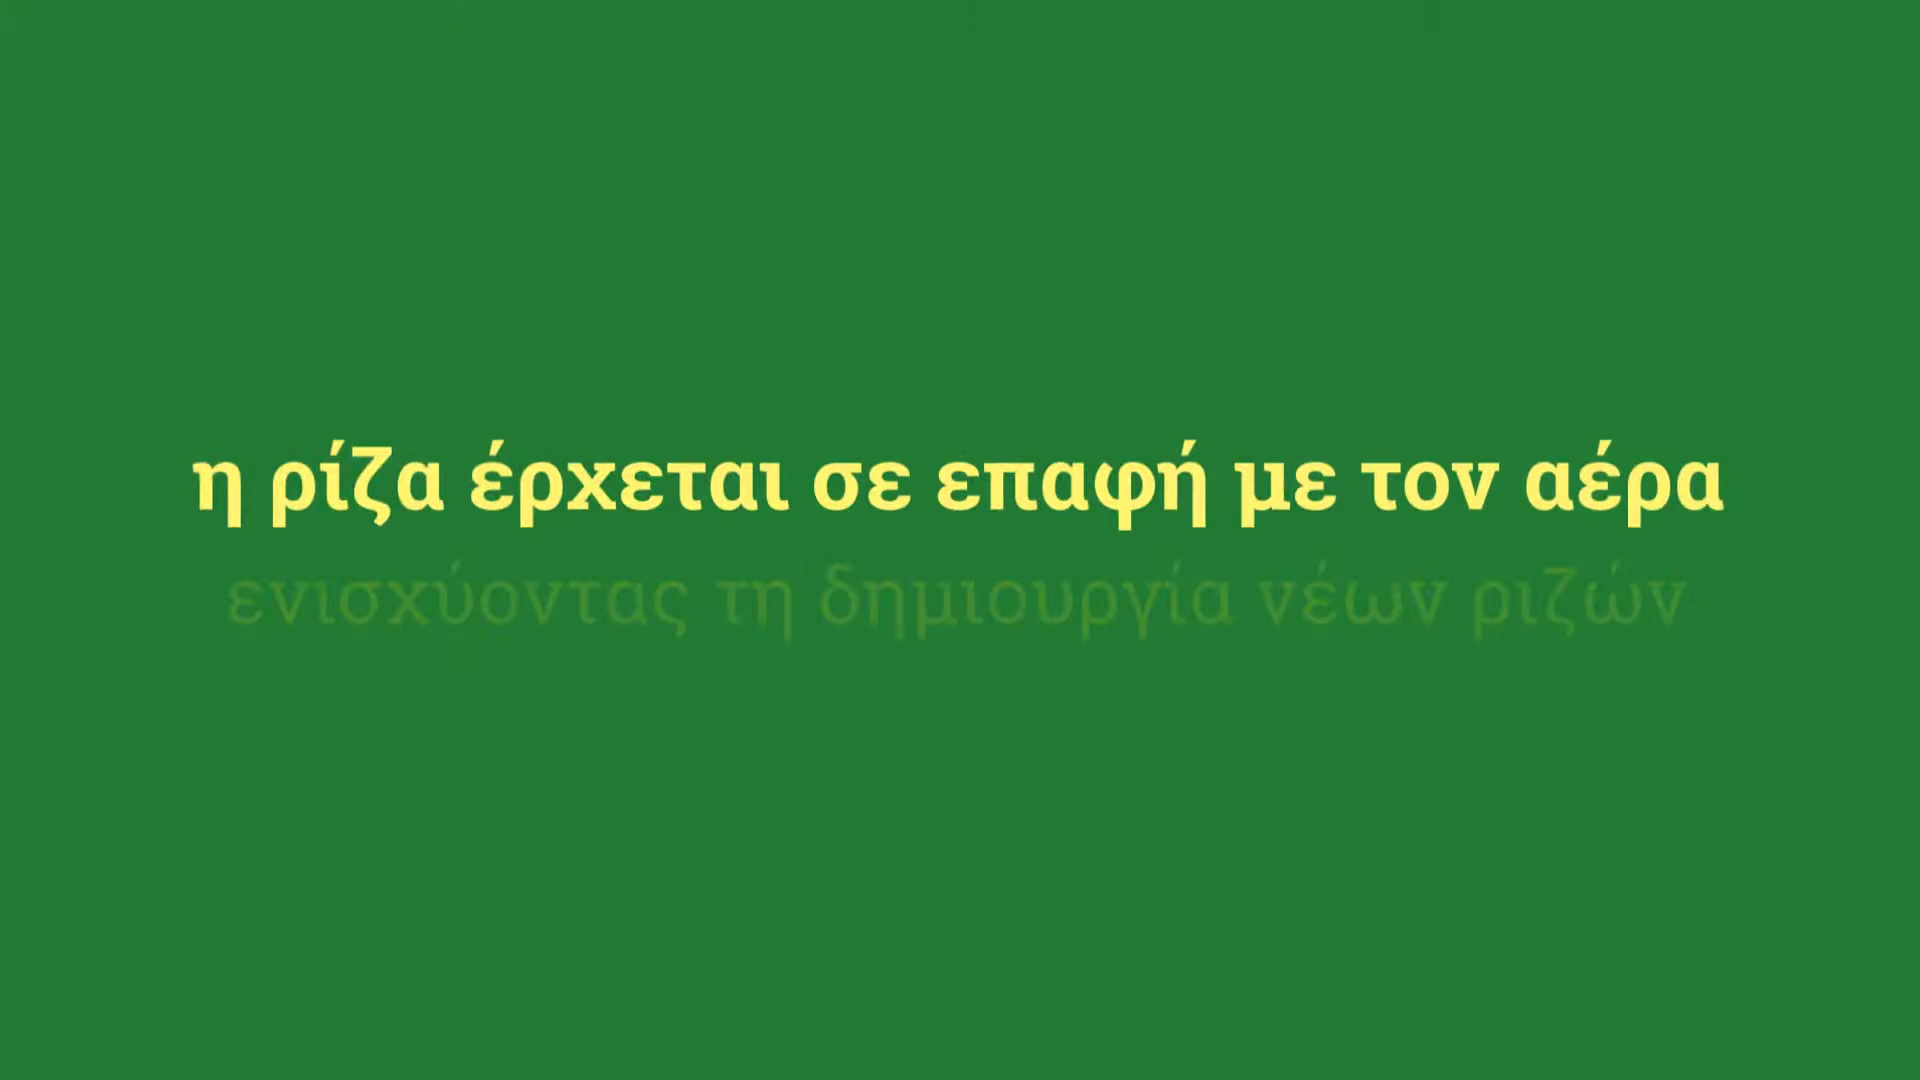 η ρίζα έρχεται σε επαφή με τον αέρα
ενισχύοντας τη δημιουργία νέων ριζών